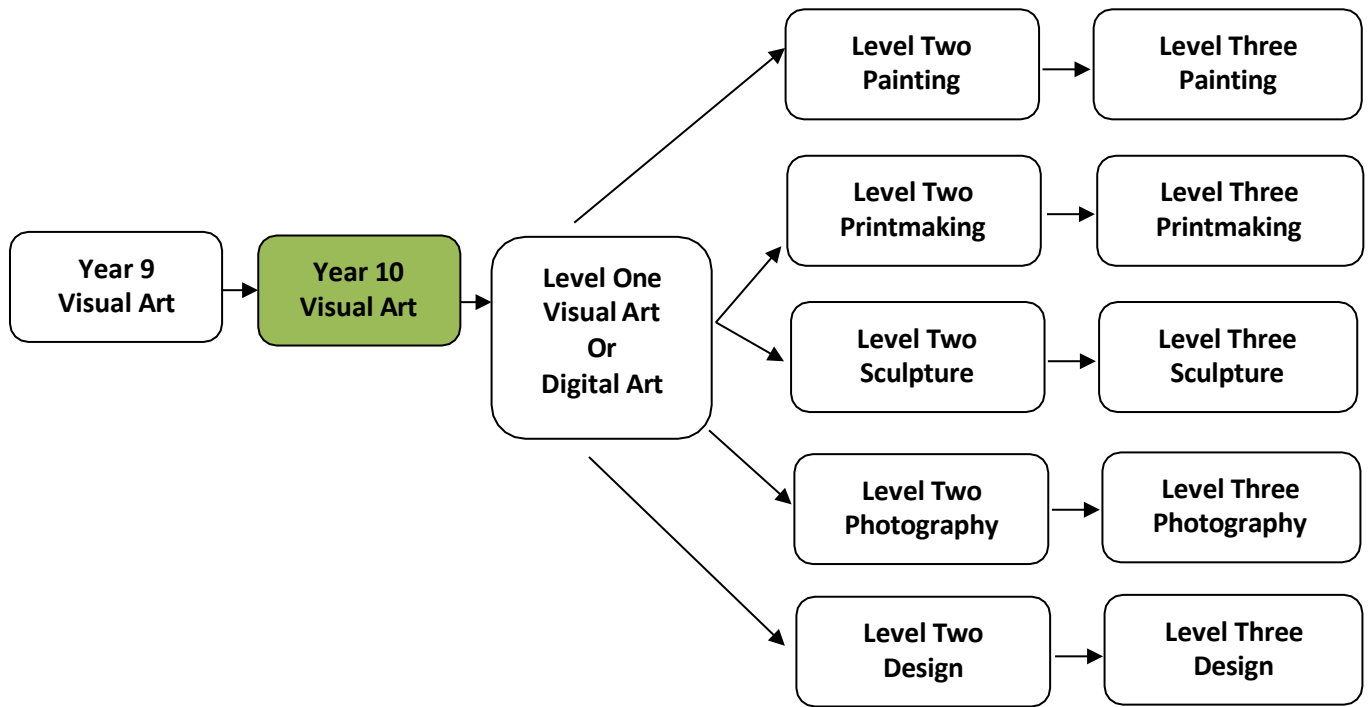 Year 9
Visual Art
Year 10
Visual Art
Level One
Visual Art
Or
Digital Art
Level Two
Painting
Level Three
Painting
Level Two
Printmaking
Level Three
Printmaking
Level Two
Sculpture
Level Three
Sculpture
Level Two
Photography
Level Three
Photography
Level Two
Design
Level Three
Design